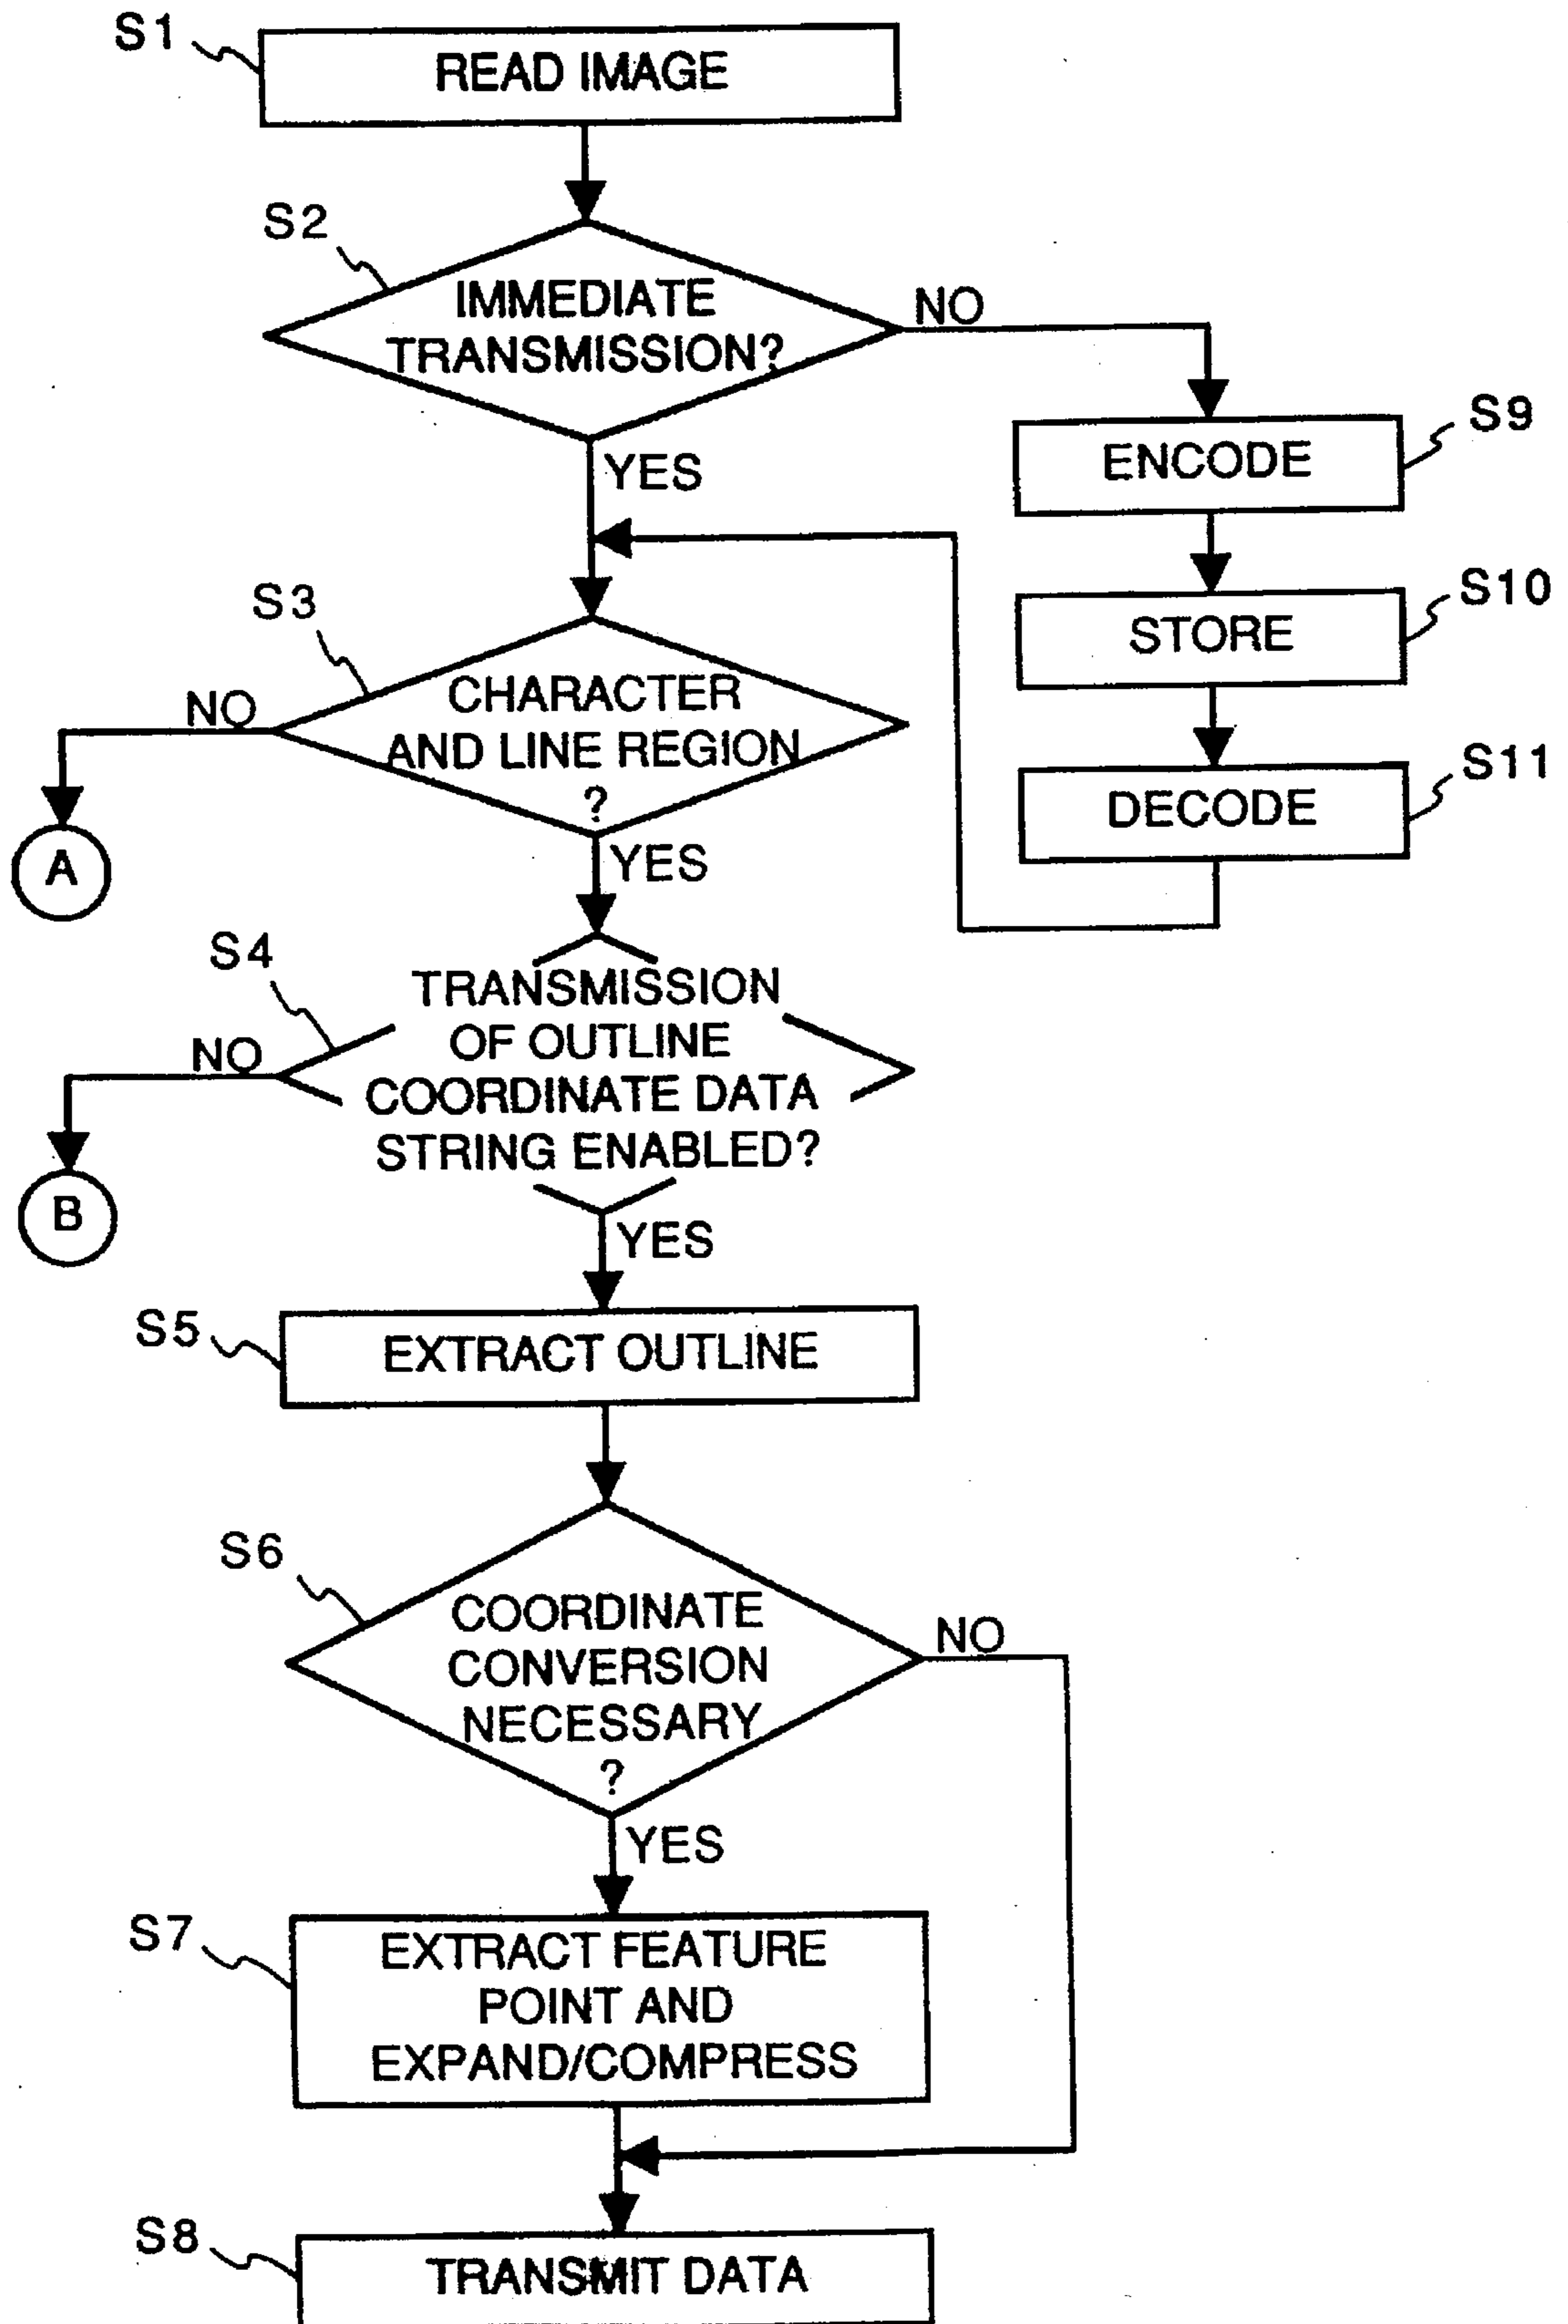 S1
READ IMAGE
S2
IMMEDIATE
TRANSMISSION?
NO
YES
S9
ENCODE
S10
STORE
S11
DECODE
S3
CHARACTER
AND LINE REGION
?
NO
A
YES
S4
TRANSMISSION
OF OUTLINE
COORDINATE DATA
STRING ENABLED?
NO
B
YES
S5
EXTRACT OUTLINE
S6
COORDINATE
CONVERSION
NECESSARY
?
NO
YES
S7
EXTRACT FEATURE
POINT AND
EXPAND/COMPRESS
S8
TRANSMIT DATA